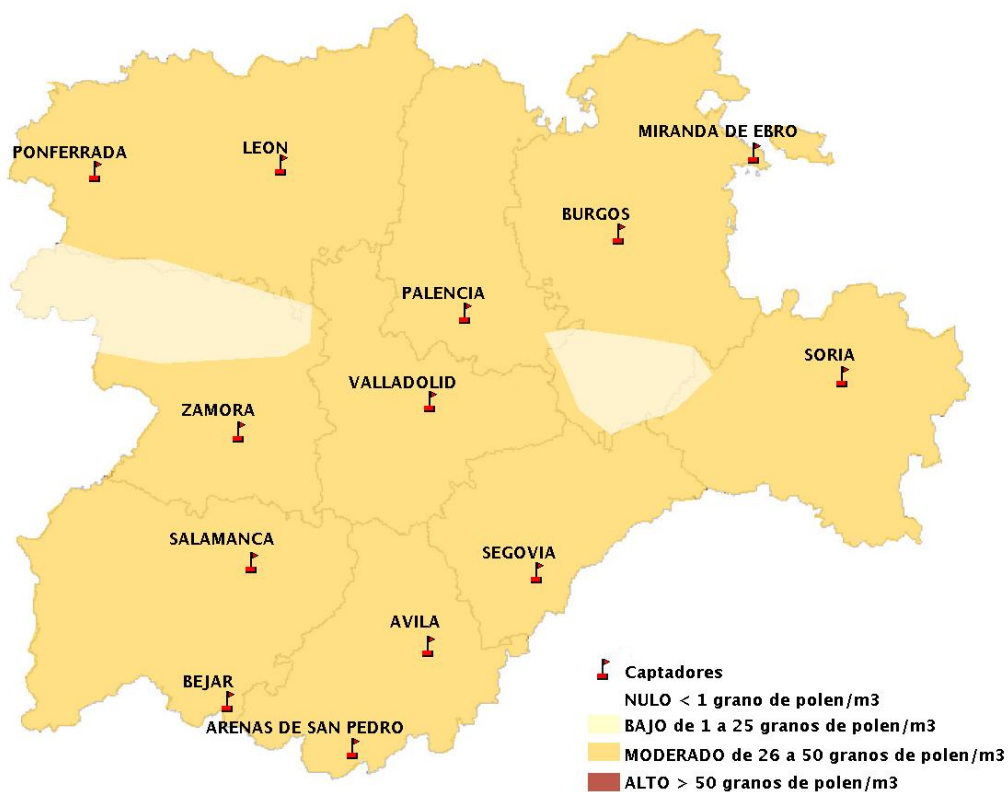 MIRANDA DE EBRO
PONFERRADA
LEON
BURGOS
PALENCIA
SORIA
VALLADOLID
ZAMORA
SALAMANCA
SEGOVIA
AVILA
BEJAR
ARENAS DE SAN PEDRO
Captadores
NULO < 1 grano de polen/m3
BAJO de 1 a 25 granos de polen/m3
MODERADO de 26 a 50 granos de polen/m3
ALTO > 50 granos de polen/m3